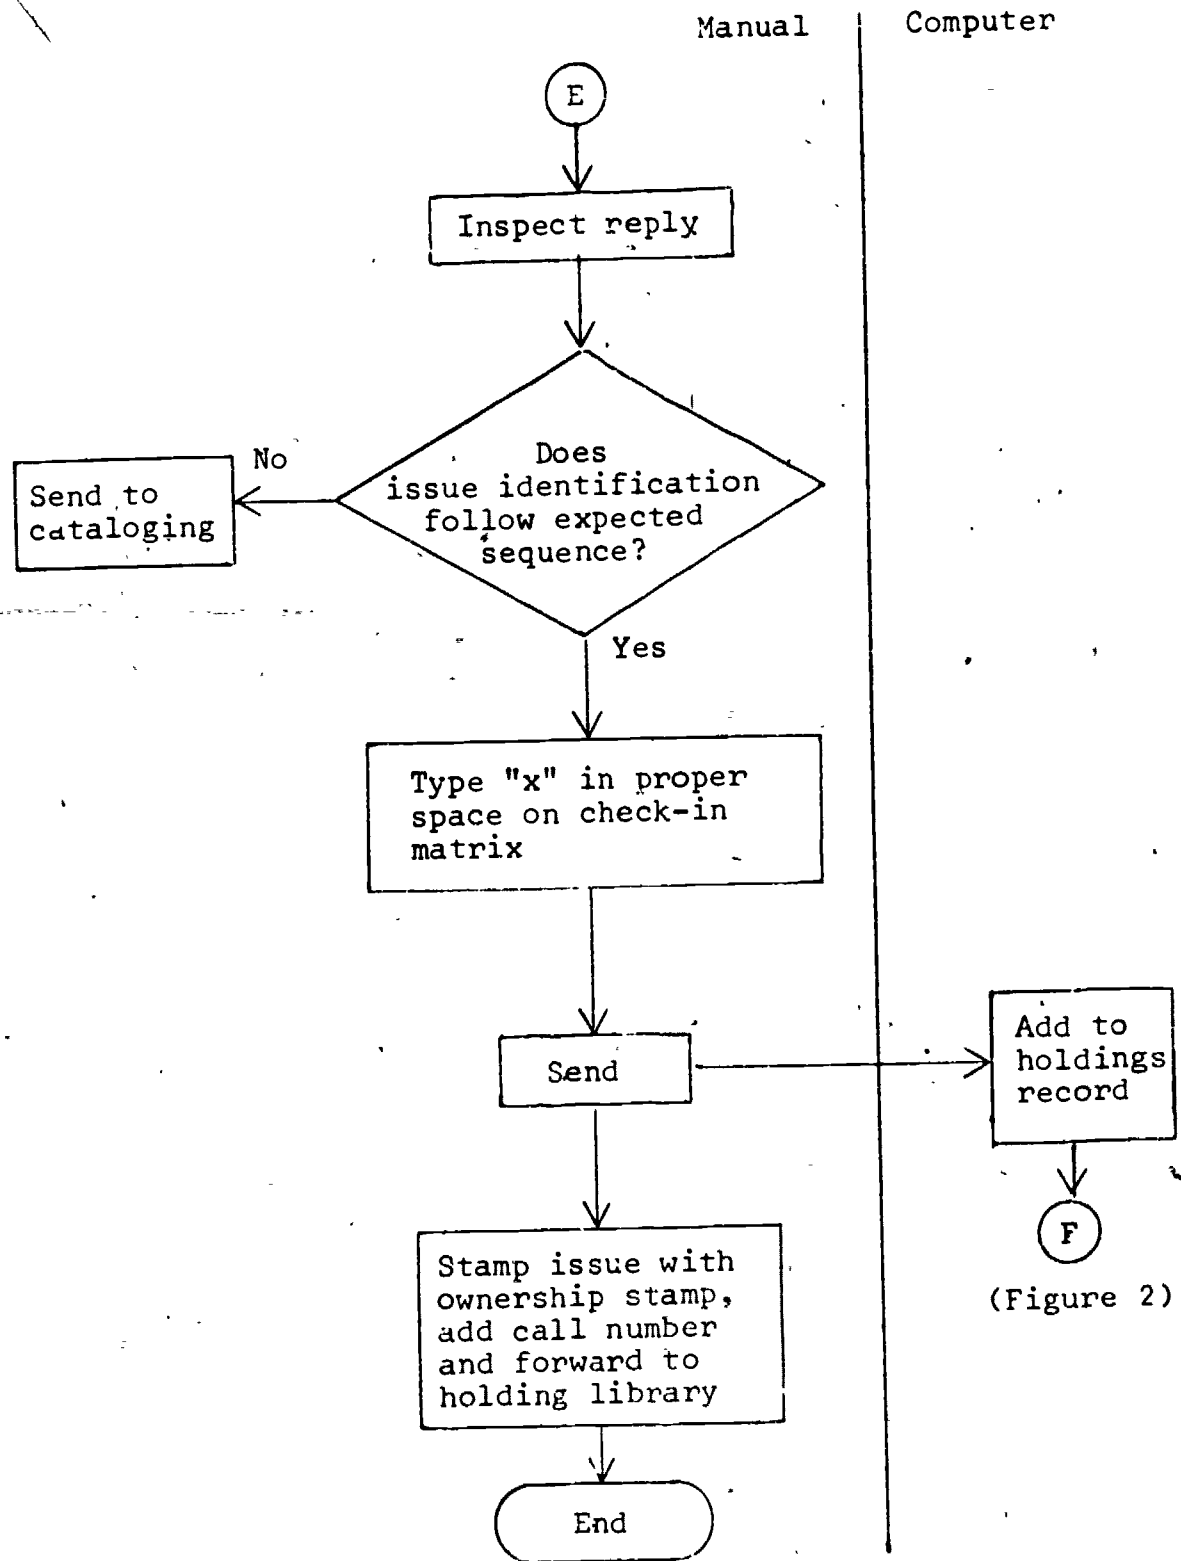 Manual
Computer
E
Inspect reply
Does
issue identification
follow expected
sequence?
No
Send to
cataloging
Yes
Type "x" in proper
space on check-in
matrix
Send
Add to
holdings
record
F
(Figure 2)
Stamp issue with
ownership stamp,
add call number
and forward to
holding library
End